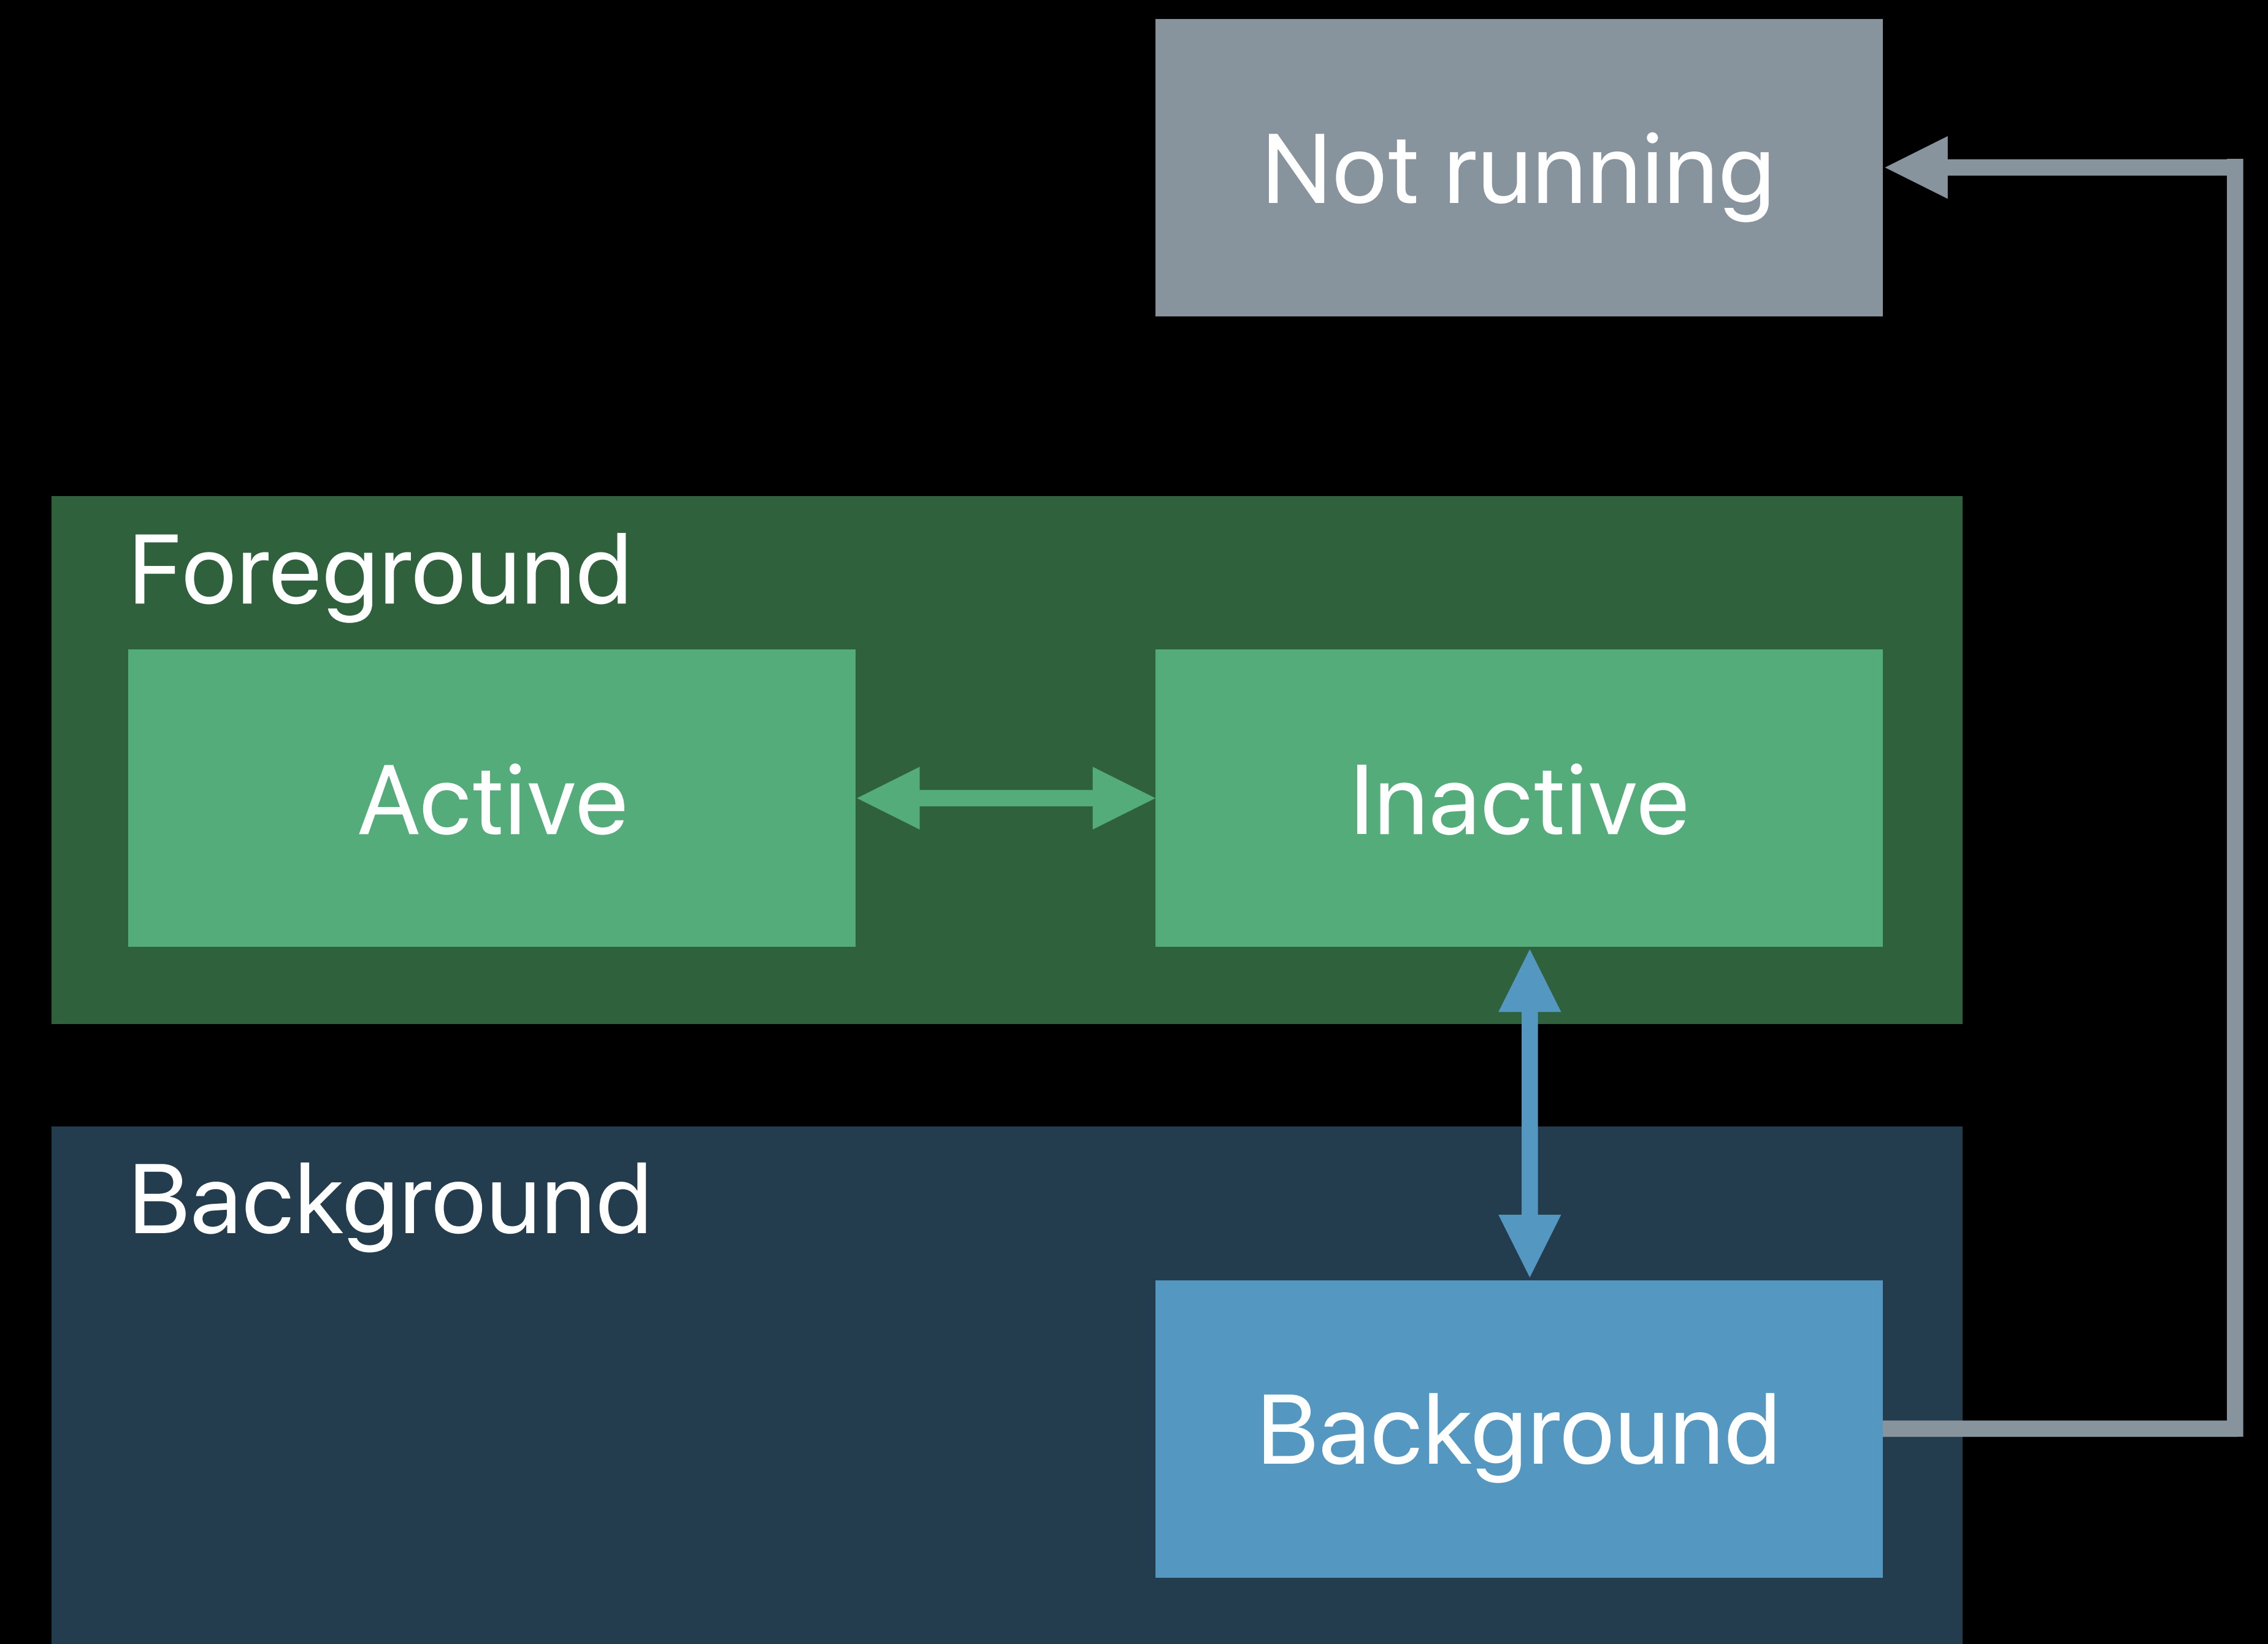 Not running
Foreground
Active
Inactive
Background
Background